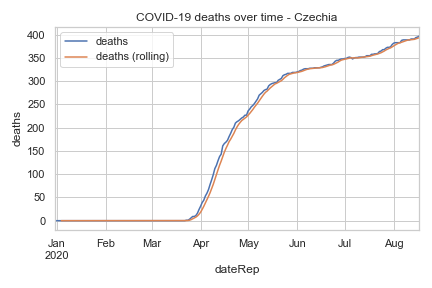 COVID-19 deaths over time - Czechia
deaths
deaths (rolling)
400
350
300
250
200
150
100
50
0
deaths
Jan Feb Mar Apr May Jun Jul Aug
2020
dateRep